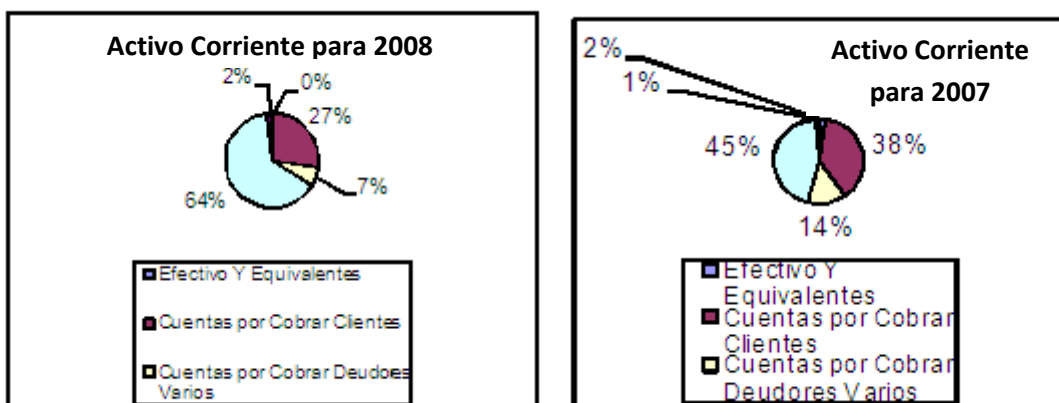 Activo Corriente para 2008
2%
0%
27%
7%
64%
Efectivo Y Equivalentes
Cuentas por Cobrar Clientes
Cuentas por Cobrar Deudoes
Varios
Activo Corriente
para 2007
2%
1%
45%
38%
14%
Efectivo Y
Equivalentes
Cuentas por Cobrar
Clientes
Cuentas por Cobrar
Deudores Varios